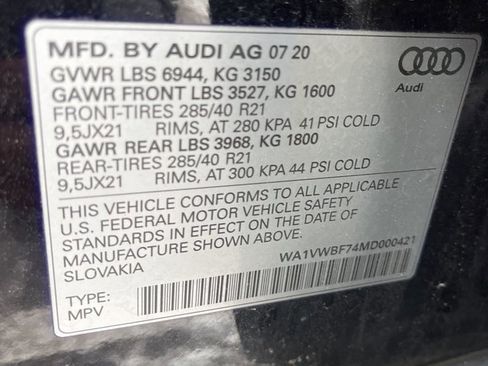 MFD. BY AUDI AG 07 20
GVWR LBS 6944, KG 3150
GAWR FRONT LBS 3527, KG 1600
FRONT-TIRES 285/40 R21
9,5JX21 RIMS, AT 280 KPA 41 PSI COLD
GAWR REAR LBS 3968, KG 1800
REAR-TIRES 285/40 R21
9,5JX21 RIMS, AT 300 KPA 44 PSI COLD
Audi
THIS VEHICLE CONFORMS TO ALL APPLICABLE
U.S. FEDERAL MOTOR VEHICLE SAFETY
STANDARDS IN EFFECT ON THE DATE OF
MANUFACTURE SHOWN ABOVE.
SLOVAKIA
WA1VWBF74MD000421
TYPE:
MPV